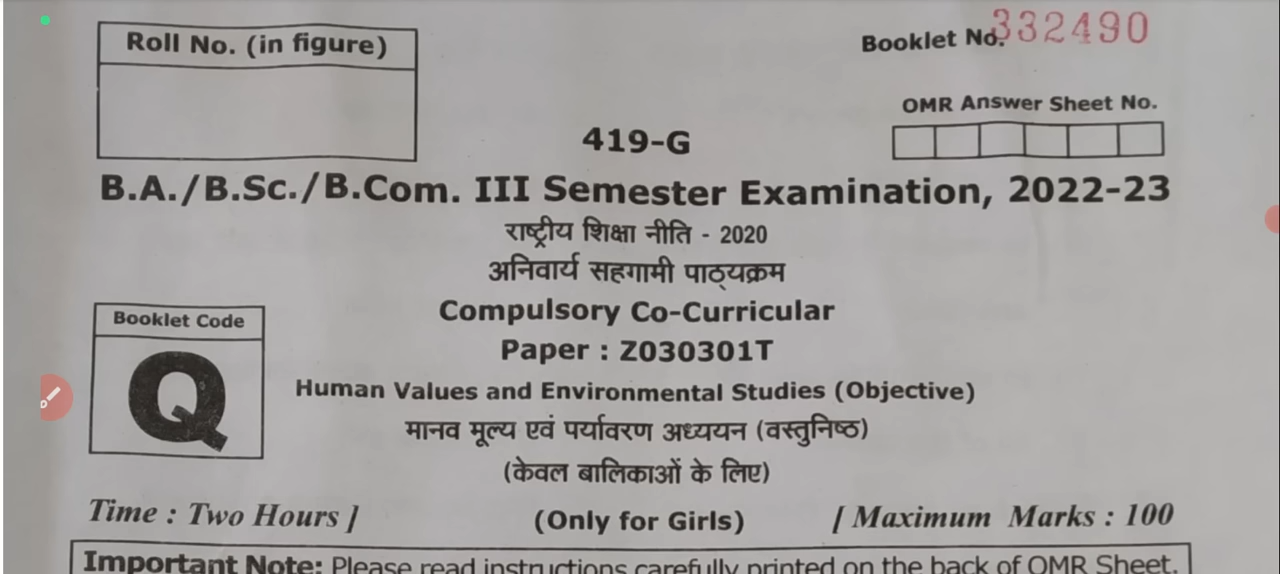 Roll No. (in figure)
Booklet No. 332490
OMR Answer Sheet No.
419-G
B.A./B.Sc./B.Com. III Semester Examination, 2022-23
राष्ट्रीय शिक्षा नीति - 2020
अनिवार्य सहगामी पाठ्यक्रम
Compulsory Co-Curricular
Booklet Code
Paper : Z030301T
Q
Human Values and Environmental Studies (Objective)
मानव मूल्य एवं पर्यावरण अध्ययन (वस्तुनिष्ठ)
(केवल बालिकाओं के लिए)
Time : Two Hours ]
(Only for Girls)
[ Maximum Marks : 100
Important Note: Please read instructions carefully printed on the back of OMR Sheet.